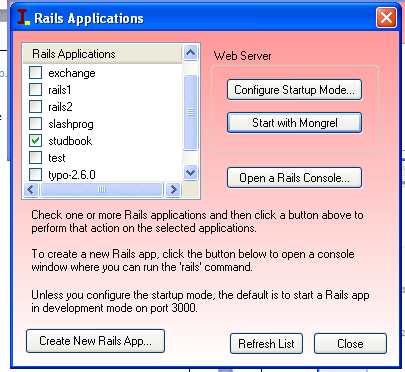 Rails Applications
Rails Applications
exchange
rails1
rails2
slashprog
studbook
test
typo-2.6.0
Web Server
Configure Startup Mode...
Start with Mongrel
Open a Rails Console...
Check one or more Rails applications and then click a button above to
perform that action on the selected applications.
To create a new Rails app, click the button below to open a console
window where you can run the 'rails' command.
Unless you configure the startup mode, the default is to start a Rails app
in development mode on port 3000.
Create New Rails App...
Refresh List
Close